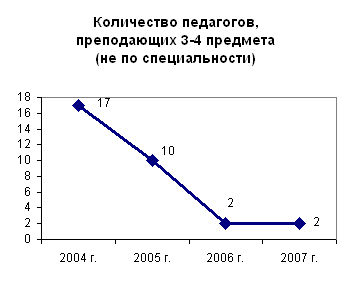 Количество педагогов,
преподающих 3-4 предмета
(не по специальности)
18
16
14
12
10
8
6
4
2
0
17
10
2
2
2004 г.
2005 г.
2006 г.
2007 г.